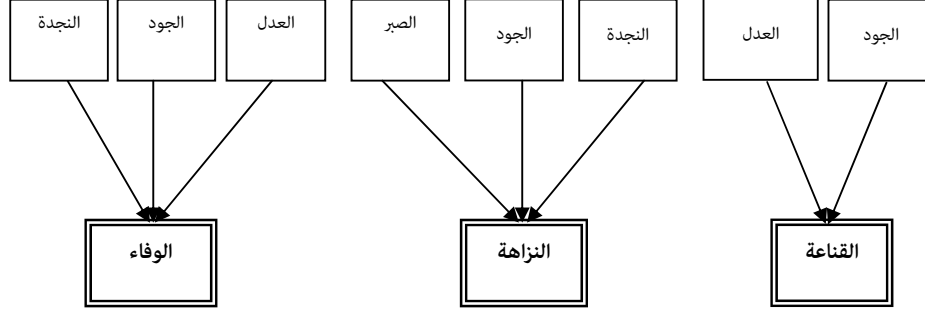 الجود
العدل
النجدة
الجود
الصبر
العدل
الجود
النجدة
القناعة
النزاهة
الوفاء